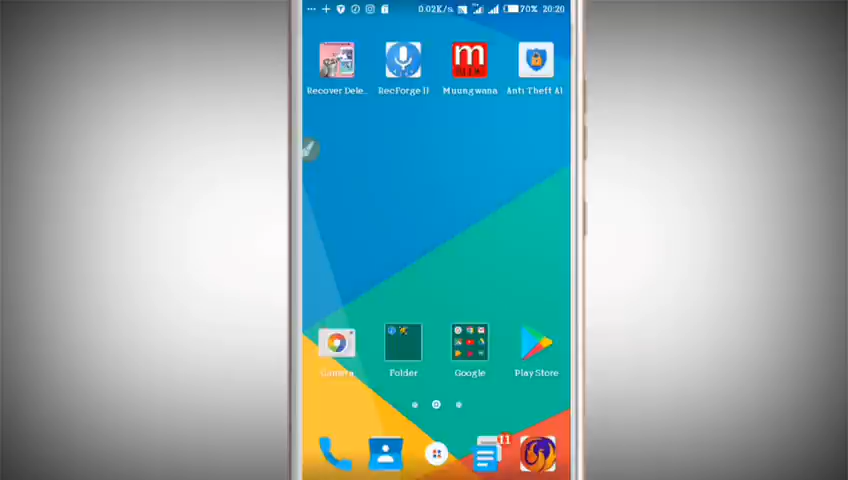 ... 0.02K/s 70% 20:20
Recover Dele.. RecForge II Muungwana Anti Theft Al
m
Camera Folder Google Play Store
11